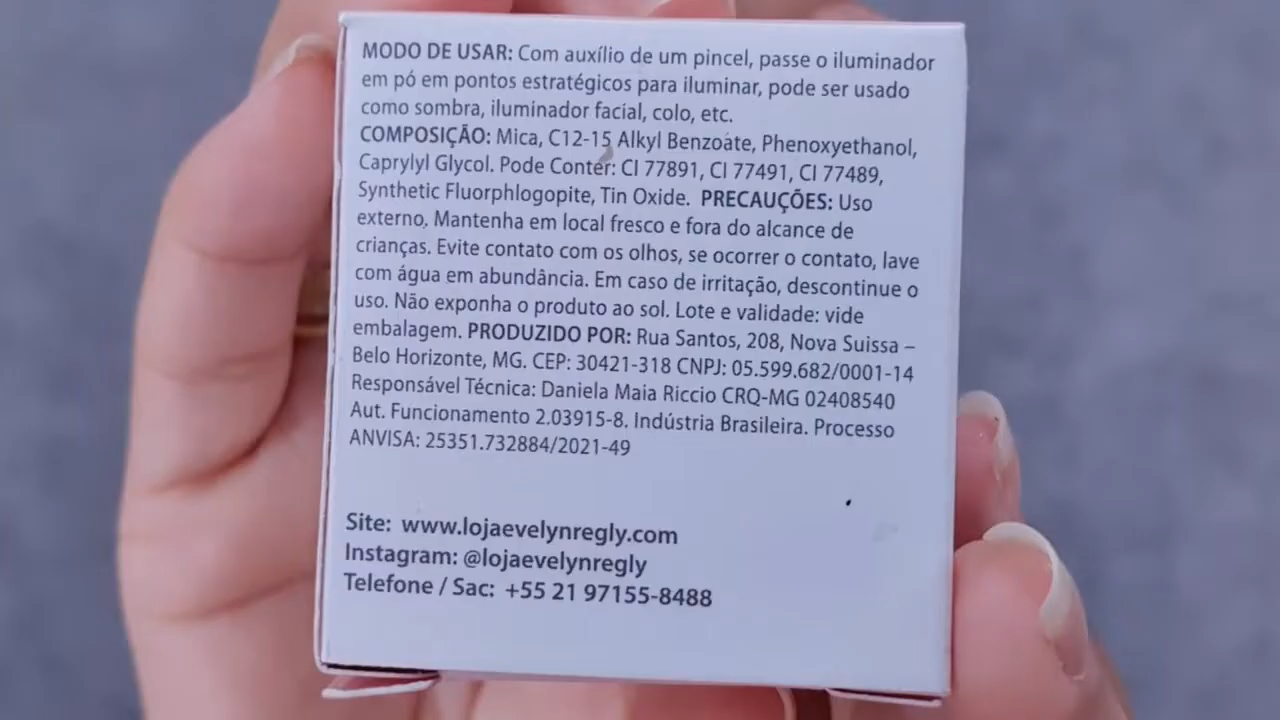 MODO DE USAR: Com auxílio de um pincel, passe o iluminador
em pó em pontos estratégicos para iluminar, pode ser usado
como sombra, iluminador facial, colo, etc.
COMPOSIÇÃO: Mica, C12-15 Alkyl Benzoate, Phenoxyethanol,
Caprylyl Glycol. Pode Conter: CI 77891, CI 77491, CI 77489,
Synthetic Fluorphlogopite, Tin Oxide. PRECAUÇÕES: Uso
externo. Mantenha em local fresco e fora do alcance de
crianças. Evite contato com os olhos, se ocorrer o contato, lave
com água em abundância. Em caso de irritação, descontinue o
uso. Não exponha o produto ao sol. Lote e validade: vide
embalagem. PRODUZIDO POR: Rua Santos, 208, Nova Suissa –
Belo Horizonte, MG. CEP: 30421-318 CNPJ: 05.599.682/0001-14
Responsável Técnica: Daniela Maia Riccio CRQ-MG 02408540
Aut. Funcionamento 2.03915-8. Indústria Brasileira. Processo
ANVISA: 25351.732884/2021-49
Site: www.lojaevelynregly.com
Instagram: @lojaevelynregly
Telefone / Sac: +55 21 97155-8488